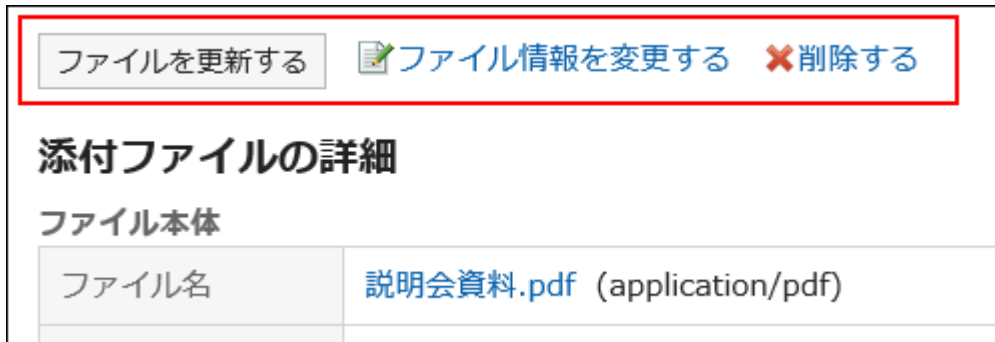 ファイルを更新する ファイル情報を変更する 削除する
添付ファイルの詳細
ファイル本体
ファイル名 説明会資料.pdf (application/pdf)